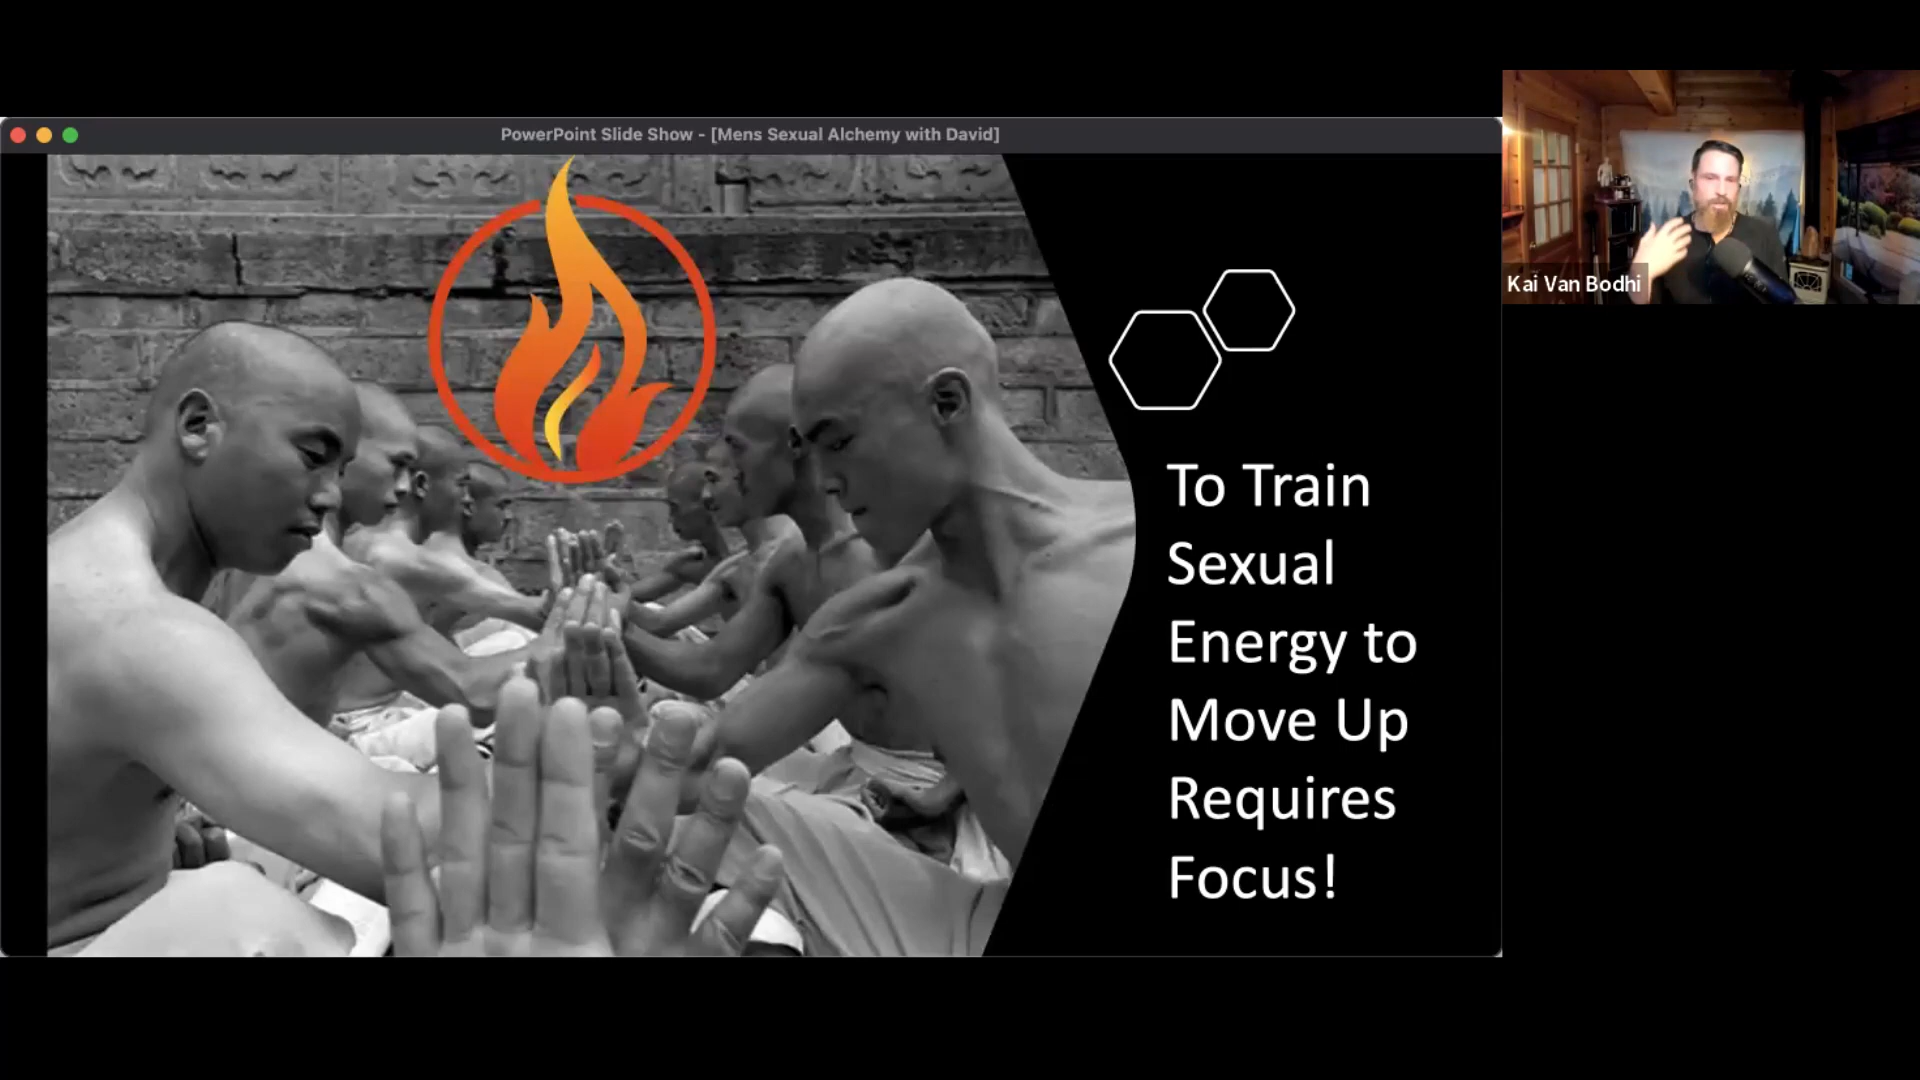 PowerPoint Slide Show - [Mens Sexual Alchemy with David]
Kai Van Bodhi
To Train
Sexual
Energy to
Move Up
Requires
Focus!